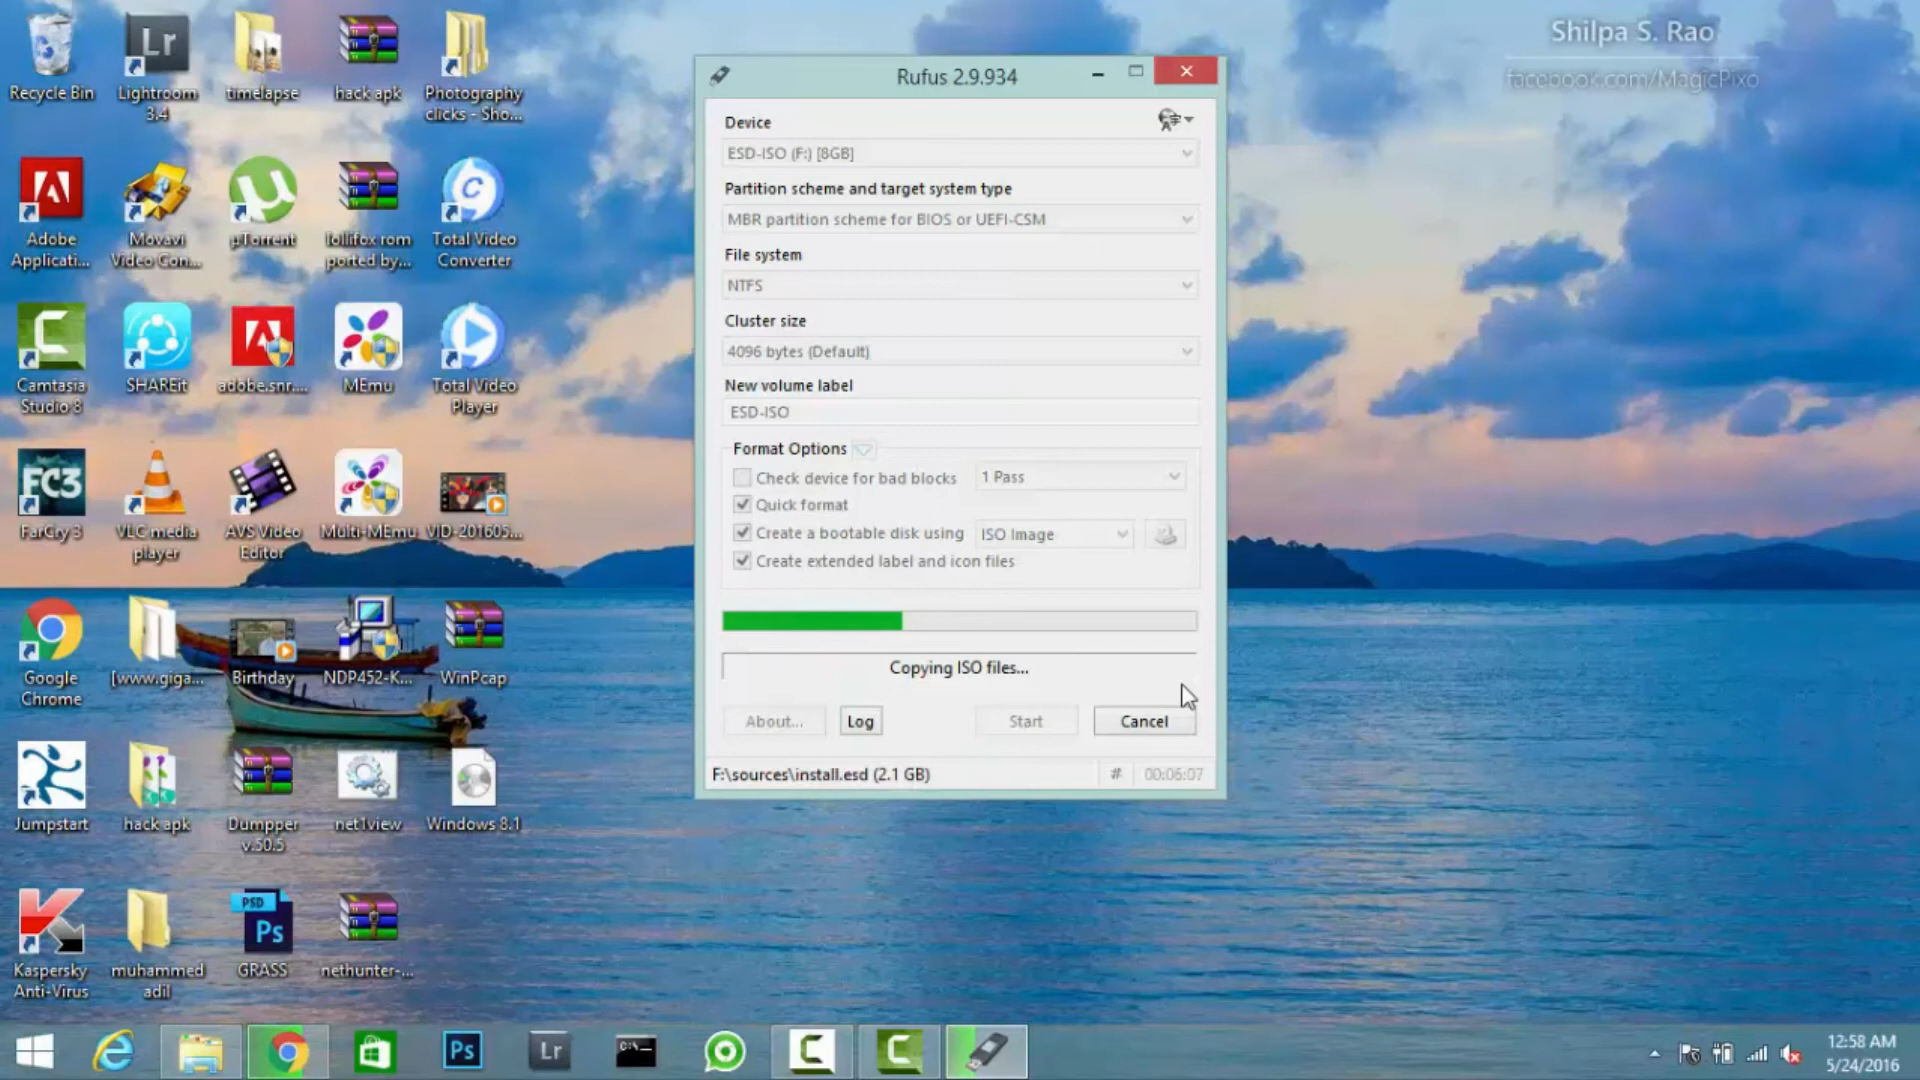 Shilpa S. Rao
facebook.com/MagicPixo
Recycle Bin
Lightroom
3.4
timelapse
hack apk
Photography
clicks - Sho...
Adobe
Applicati...
Movavi
Video Con...
µTorrent
lollifox rom
ported by...
Total Video
Converter
Camtasia
Studio 8
SHAREit
adobe.snr....
MEmu
Total Video
Player
FC3
FarCry 3
VLC media
player
AVS Video
Editor
Multi-MEmu
VID-201605...
Google
Chrome
[www.giga...
Birthday
NDP452-K...
WinPcap
Jumpstart
hack apk
Dumpper
v.50.5
net1view
Windows 8.1
Kaspersky
Anti-Virus
muhammed
adil
PSD
Ps
GRASS
nethunter-...
Lr
Rufus 2.9.934
Device
ESD-ISO (F:) [8GB]
Partition scheme and target system type
MBR partition scheme for BIOS or UEFI-CSM
File system
NTFS
Cluster size
4096 bytes (Default)
New volume label
ESD-ISO
Format Options
Check device for bad blocks
1 Pass
Quick format
Create a bootable disk using
ISO Image
Create extended label and icon files
Copying ISO files...
About...
Log
Start
Cancel
F:\sources\install.esd (2.1 GB)
#
00:06:07
Ps
Lr
C:\
12:58 AM
5/24/2016